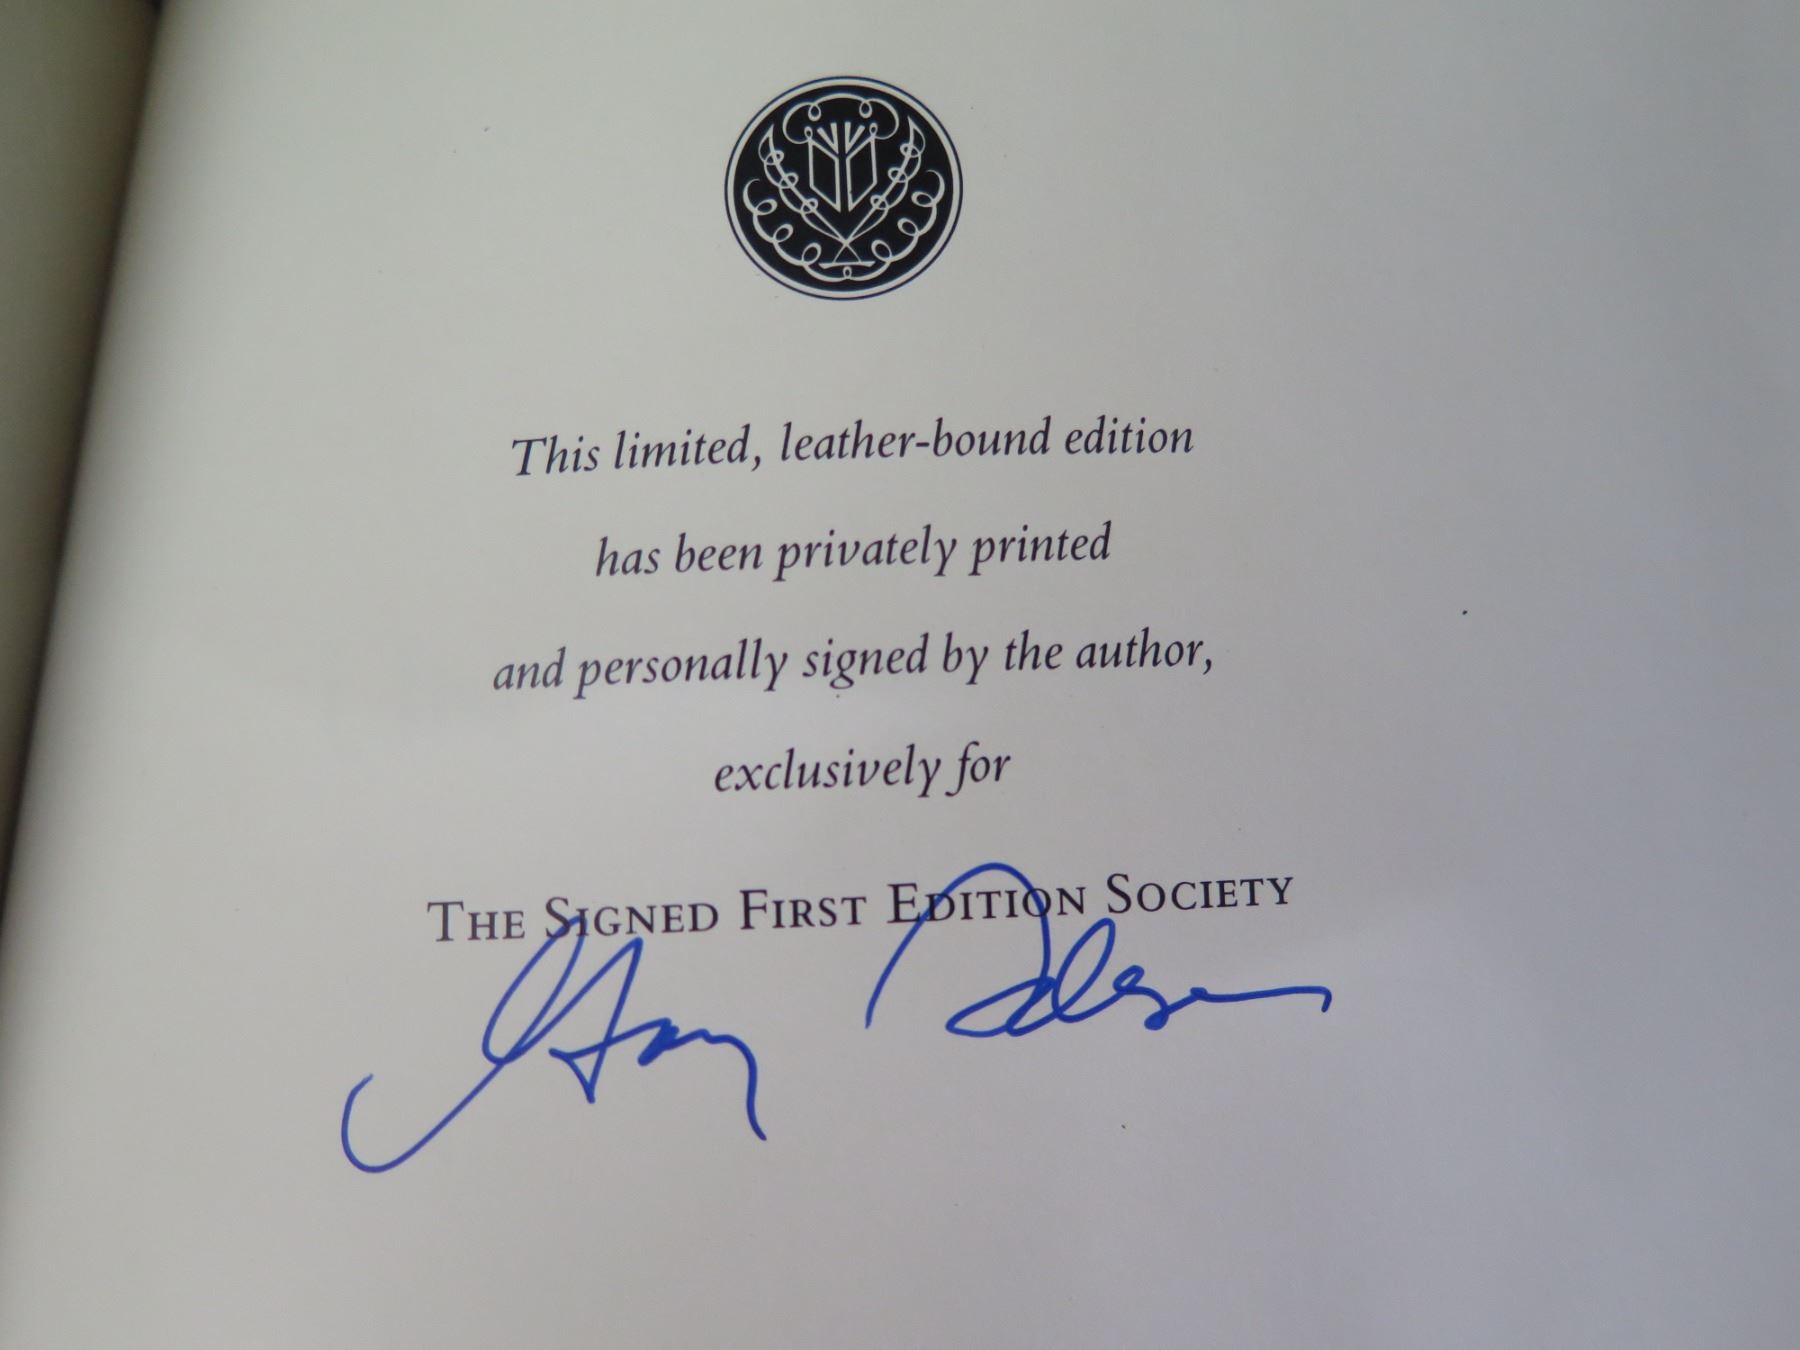 This limited, leather-bound edition
has been privately printed
and personally signed by the author,
exclusively for
THE SIGNED FIRST EDITION SOCIETY